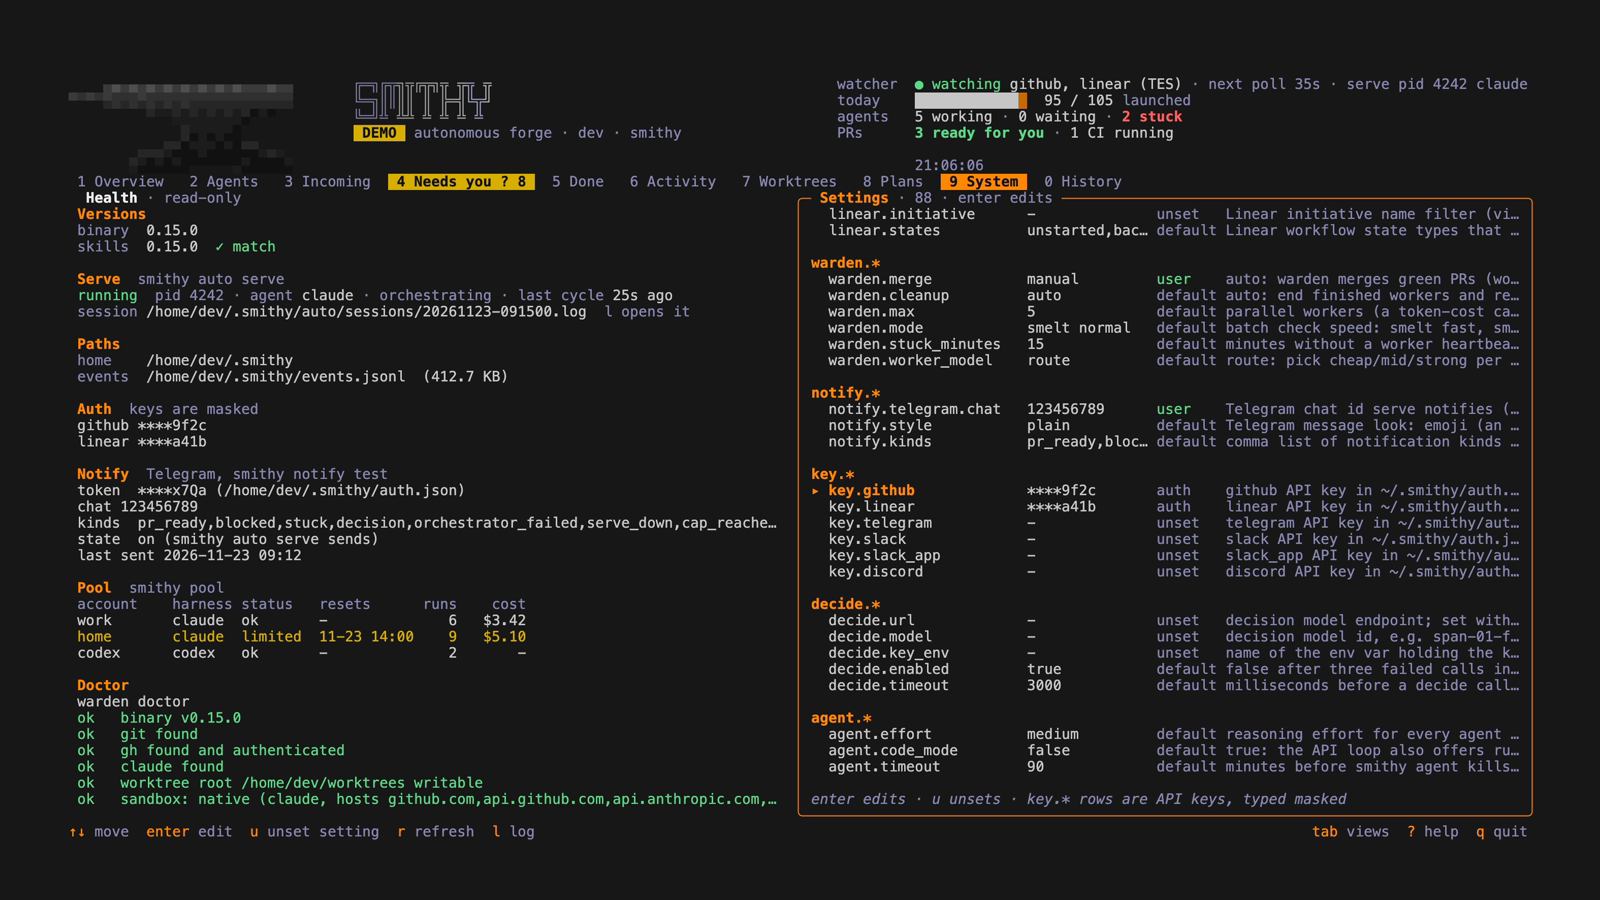 SMITHY
DEMO autonomous forge · dev · smithy
watcher ● watching github, linear (TES) · next poll 35s · serve pid 4242 claude
today 95 / 105 launched
agents 5 working · 0 waiting · 2 stuck
PRs 3 ready for you · 1 CI running
21:06:06
1 Overview 2 Agents 3 Incoming 4 Needs you ? 8 5 Done 6 Activity 7 Worktrees 8 Plans 9 System 0 History
Health · read-only
Versions
binary 0.15.0
skills 0.15.0 ✓ match
Serve smithy auto serve
running pid 4242 · agent claude · orchestrating · last cycle 25s ago
session /home/dev/.smithy/auto/sessions/20261123-091500.log l opens it
Paths
home /home/dev/.smithy
events /home/dev/.smithy/events.jsonl (412.7 KB)
Auth keys are masked
github ****9f2c
linear ****a41b
Notify Telegram, smithy notify test
token ****x7Qa (/home/dev/.smithy/auth.json)
chat 123456789
kinds pr_ready,blocked,stuck,decision,orchestrator_failed,serve_down,cap_reache…
state on (smithy auto serve sends)
last sent 2026-11-23 09:12
Pool smithy pool
account harness status resets runs cost
work claude ok – 6 $3.42
home claude limited 11-23 14:00 9 $5.10
codex codex ok – 2 –
Doctor
warden doctor
ok binary v0.15.0
ok git found
ok gh found and authenticated
ok claude found
ok worktree root /home/dev/worktrees writable
ok sandbox: native (claude, hosts github.com,api.github.com,api.anthropic.com,…
Settings · 88 · enter edits
linear.initiative – unset Linear initiative name filter (vi…
linear.states unstarted,bac… default Linear workflow state types that …
warden.*
warden.merge manual user auto: warden merges green PRs (wo…
warden.cleanup auto default auto: end finished workers and re…
warden.max 5 default parallel workers (a token-cost ca…
warden.mode smelt normal default batch check speed: smelt fast, sm…
warden.stuck_minutes 15 default minutes without a worker heartbea…
warden.worker_model route default route: pick cheap/mid/strong per …
notify.*
notify.telegram.chat 123456789 user Telegram chat id serve notifies (…
notify.style plain default Telegram message look: emoji (an …
notify.kinds pr_ready,bloc… default comma list of notification kinds …
key.*
▸ key.github ****9f2c auth github API key in ~/.smithy/auth.…
key.linear ****a41b auth linear API key in ~/.smithy/auth.…
key.telegram – unset telegram API key in ~/.smithy/aut…
key.slack – unset slack API key in ~/.smithy/auth.j…
key.slack_app – unset slack_app API key in ~/.smithy/au…
key.discord – unset discord API key in ~/.smithy/auth…
decide.*
decide.url – unset decision model endpoint; set with…
decide.model – unset decision model id, e.g. span-01-f…
decide.key_env – unset name of the env var holding the k…
decide.enabled true default false after three failed calls in…
decide.timeout 3000 default milliseconds before a decide call…
agent.*
agent.effort medium default reasoning effort for every agent …
agent.code_mode false default true: the API loop also offers ru…
agent.timeout 90 default minutes before smithy agent kills…
enter edits · u unsets · key.* rows are API keys, typed masked
↑↓ move enter edit u unset setting r refresh l log
tab views ? help q quit